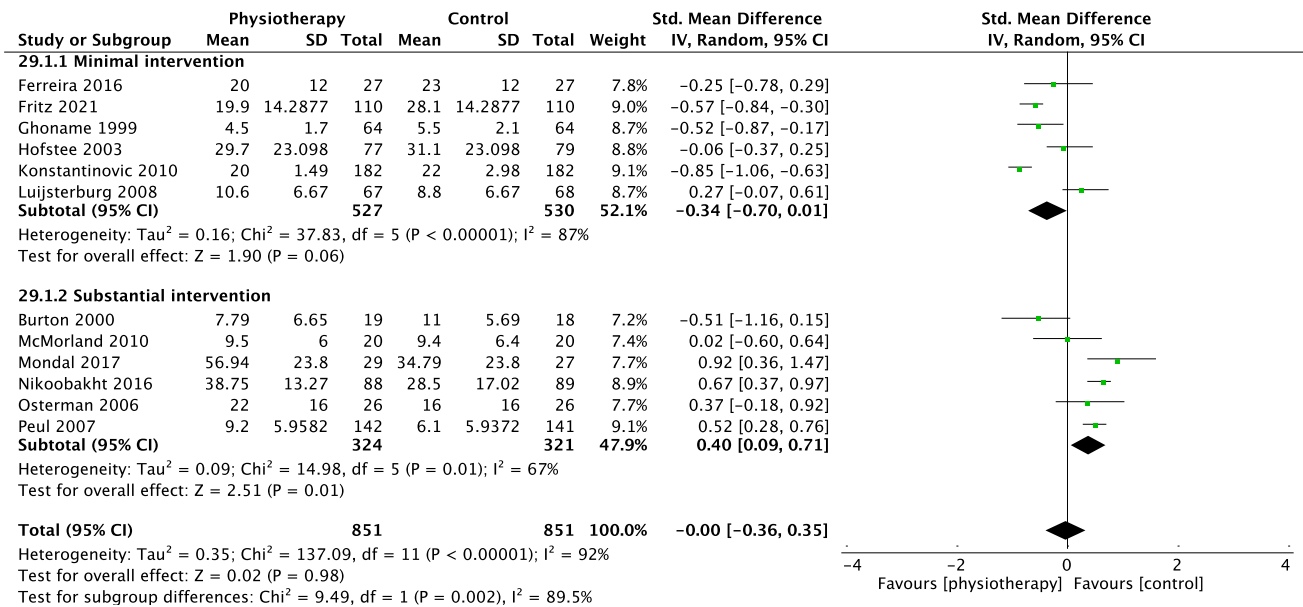 Physiotherapy Control Std. Mean Difference Std. Mean Difference
Study or Subgroup Mean SD Total Mean SD Total Weight IV, Random, 95% CI IV, Random, 95% CI
29.1.1 Minimal intervention
Ferreira 2016 20 12 27 23 12 27 7.8% −0.25 [−0.78, 0.29]
Fritz 2021 19.9 14.2877 110 28.1 14.2877 110 9.0% −0.57 [−0.84, −0.30]
Ghoname 1999 4.5 1.7 64 5.5 2.1 64 8.7% −0.52 [−0.87, −0.17]
Hofstee 2003 29.7 23.098 77 31.1 23.098 79 8.8% −0.06 [−0.37, 0.25]
Konstantinovic 2010 20 1.49 182 22 2.98 182 9.1% −0.85 [−1.06, −0.63]
Luijsterburg 2008 10.6 6.67 67 8.8 6.67 68 8.7% 0.27 [−0.07, 0.61]
Subtotal (95% CI) 527 530 52.1% −0.34 [−0.70, 0.01]
Heterogeneity: Tau² = 0.16; Chi² = 37.83, df = 5 (P < 0.00001); I² = 87%
Test for overall effect: Z = 1.90 (P = 0.06)
29.1.2 Substantial intervention
Burton 2000 7.79 6.65 19 11 5.69 18 7.2% −0.51 [−1.16, 0.15]
McMorland 2010 9.5 6 20 9.4 6.4 20 7.4% 0.02 [−0.60, 0.64]
Mondal 2017 56.94 23.8 29 34.79 23.8 27 7.7% 0.92 [0.36, 1.47]
Nikoobakht 2016 38.75 13.27 88 28.5 17.02 89 8.9% 0.67 [0.37, 0.97]
Osterman 2006 22 16 26 16 16 26 7.7% 0.37 [−0.18, 0.92]
Peul 2007 9.2 5.9582 142 6.1 5.9372 141 9.1% 0.52 [0.28, 0.76]
Subtotal (95% CI) 324 321 47.9% 0.40 [0.09, 0.71]
Heterogeneity: Tau² = 0.09; Chi² = 14.98, df = 5 (P = 0.01); I² = 67%
Test for overall effect: Z = 2.51 (P = 0.01)
Total (95% CI) 851 851 100.0% −0.00 [−0.36, 0.35]
Heterogeneity: Tau² = 0.35; Chi² = 137.09, df = 11 (P < 0.00001); I² = 92%
Test for overall effect: Z = 0.02 (P = 0.98)
Test for subgroup differences: Chi² = 9.49, df = 1 (P = 0.002), I² = 89.5%
−4 −2 0 2 4
Favours [physiotherapy] Favours [control]